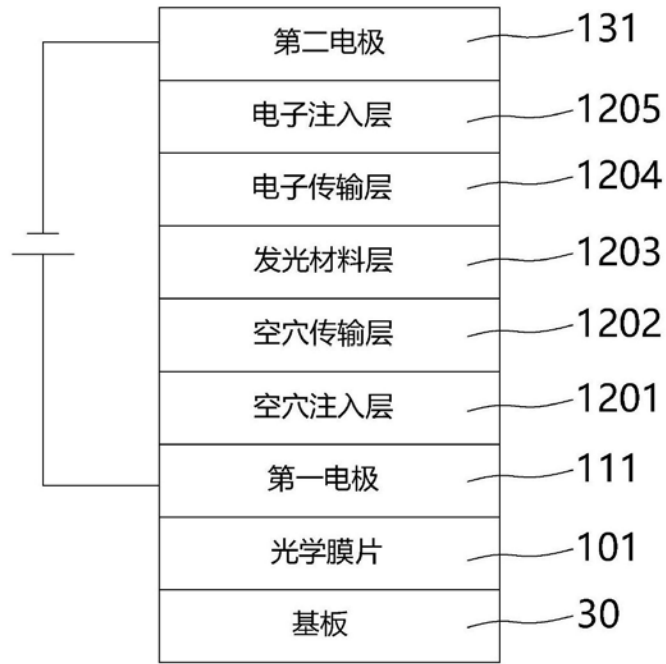 第二电极 131
电子注入层 1205
电子传输层 1204
发光材料层 1203
空穴传输层 1202
空穴注入层 1201
第一电极 111
光学膜片 101
基板 30